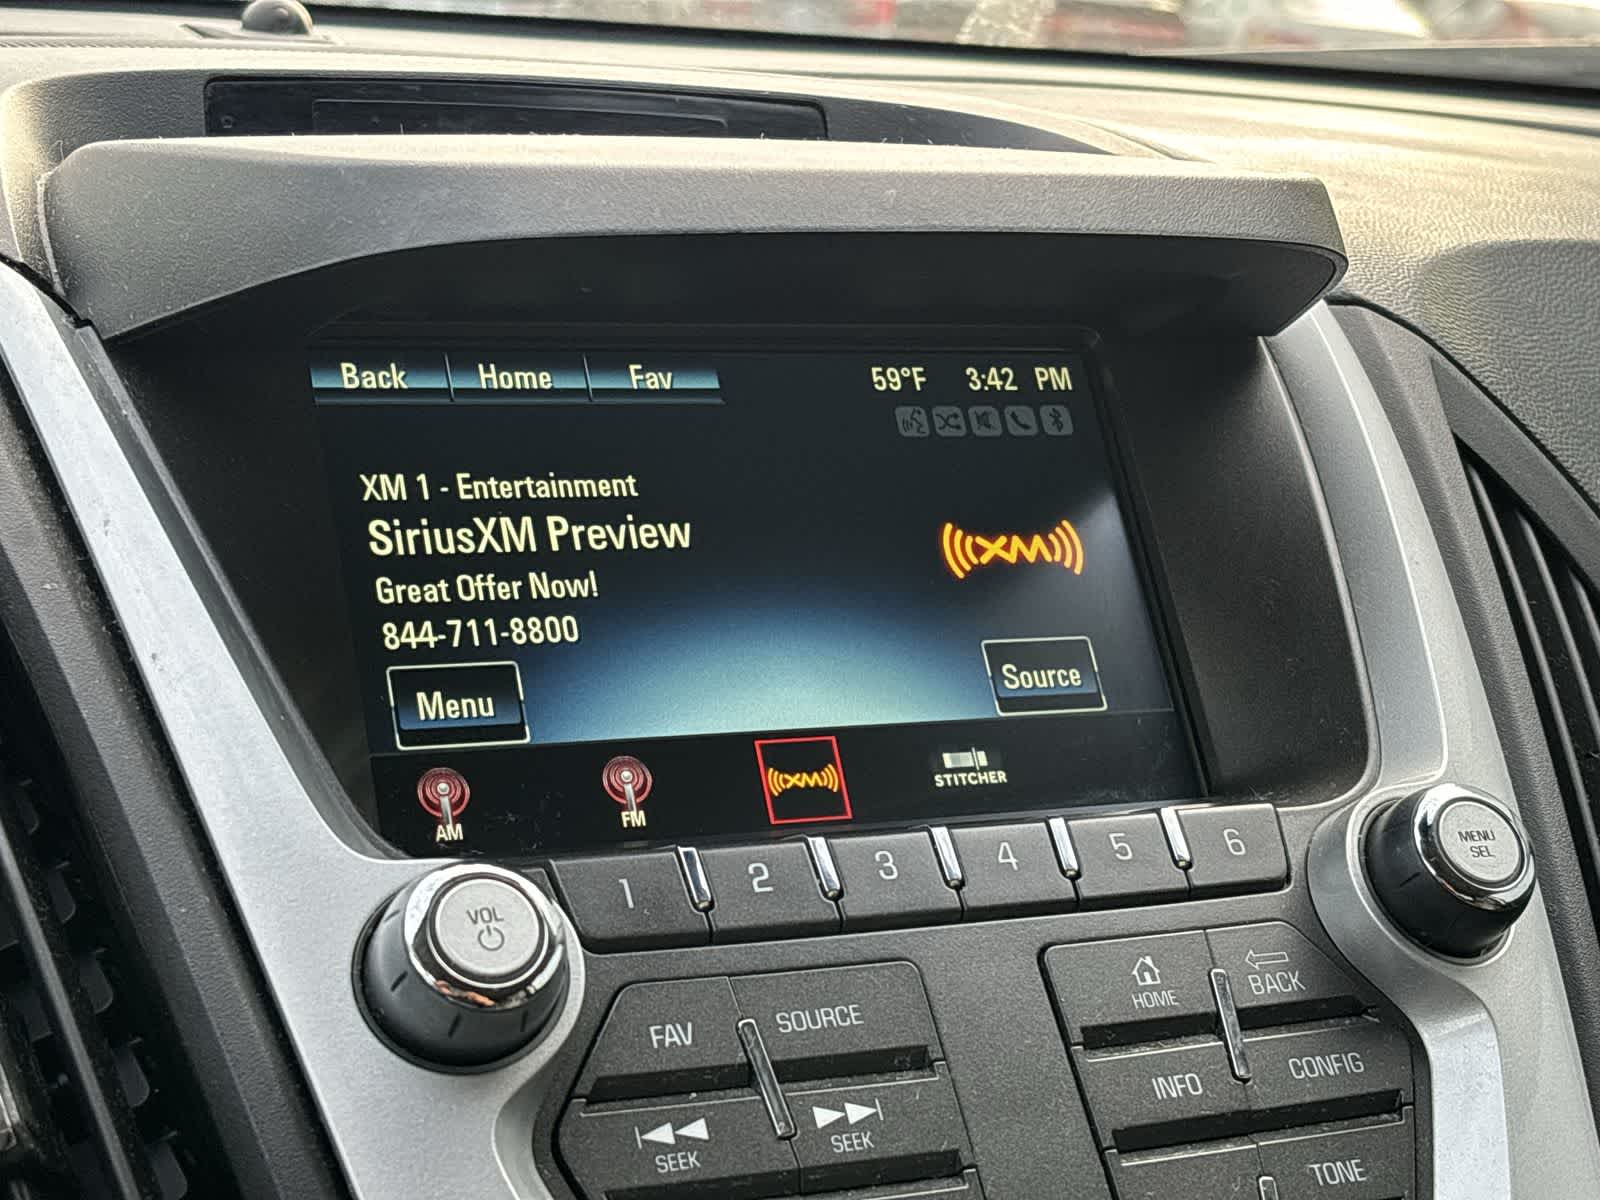 Back Home Fav 59°F 3:42 PM
XM 1 - Entertainment
SiriusXM Preview
((XM))
Great Offer Now!
844-711-8800
Menu Source
AM FM ((XM)) STITCHER
1 2 3 4 5 6
VOL
MENU
SEL
FAV SOURCE
HOME BACK
INFO CONFIG
SEEK SEEK
TONE